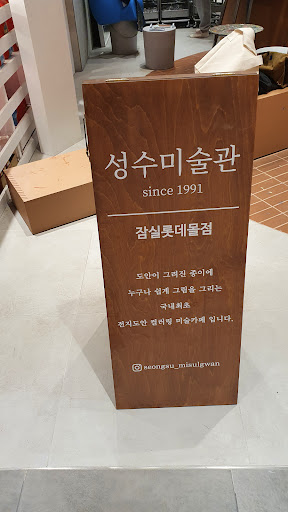 성수미술관
since 1991
잠실롯데몰점
도안이 그려진 종이에
누구나 쉽게 그림을 그리는
국내최초
전지도안 컬러링 미술카페 입니다.
seongsu_misulgwan